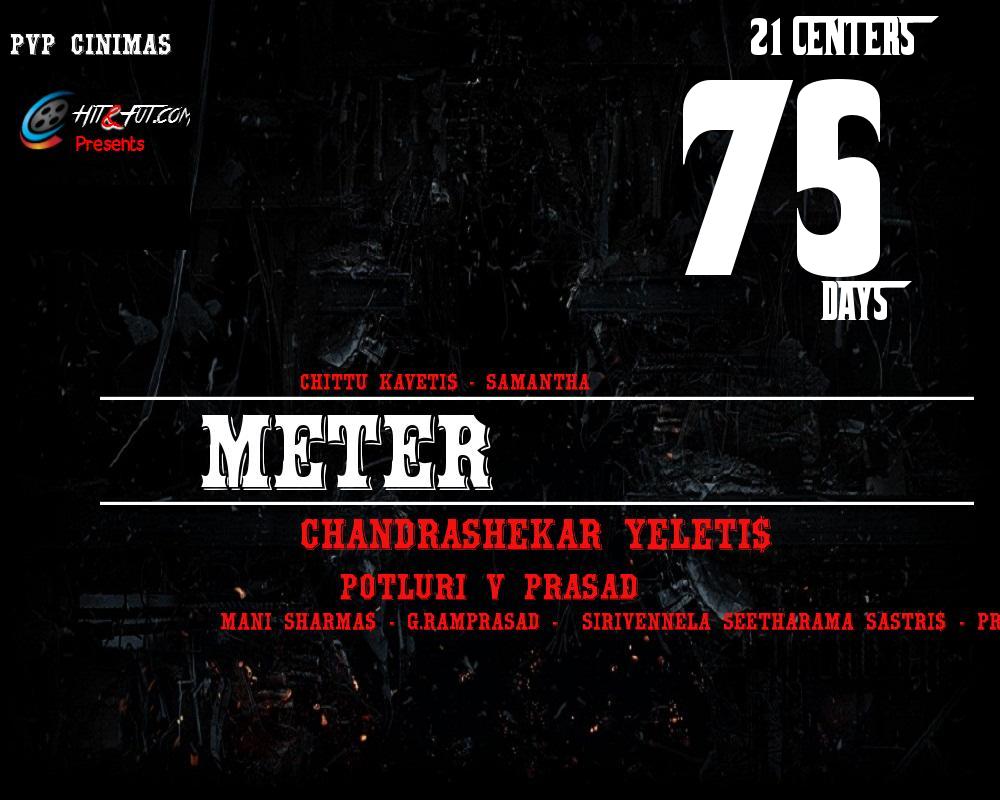 PVP CINIMAS
HIT&FUT.COM
Presents
21 CENTERS
75
DAYS
CHITTU KAVETI$ - SAMANTHA
METER
CHANDRASHEKAR YELETI$
POTLURI V PRASAD
MANI SHARMA$ - G.RAMPRASAD - SIRIVENNELA SEETHARAMA SASTRI$ - PR